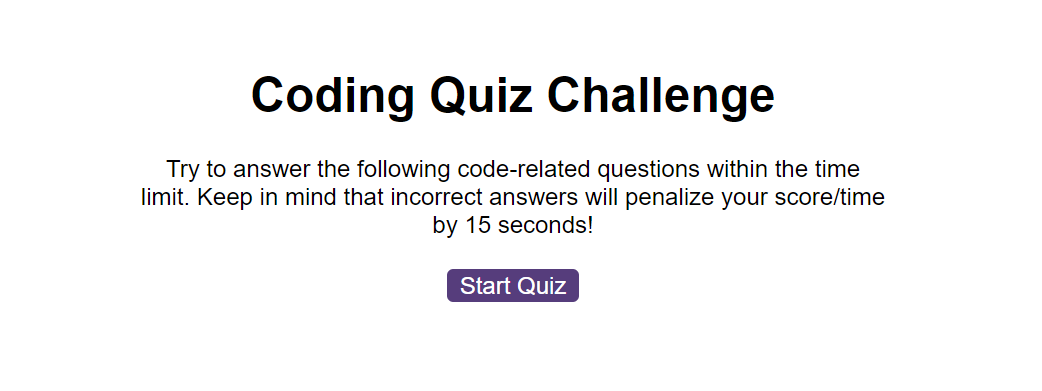 Coding Quiz Challenge
Try to answer the following code-related questions within the time
limit. Keep in mind that incorrect answers will penalize your score/time
by 15 seconds!
Start Quiz